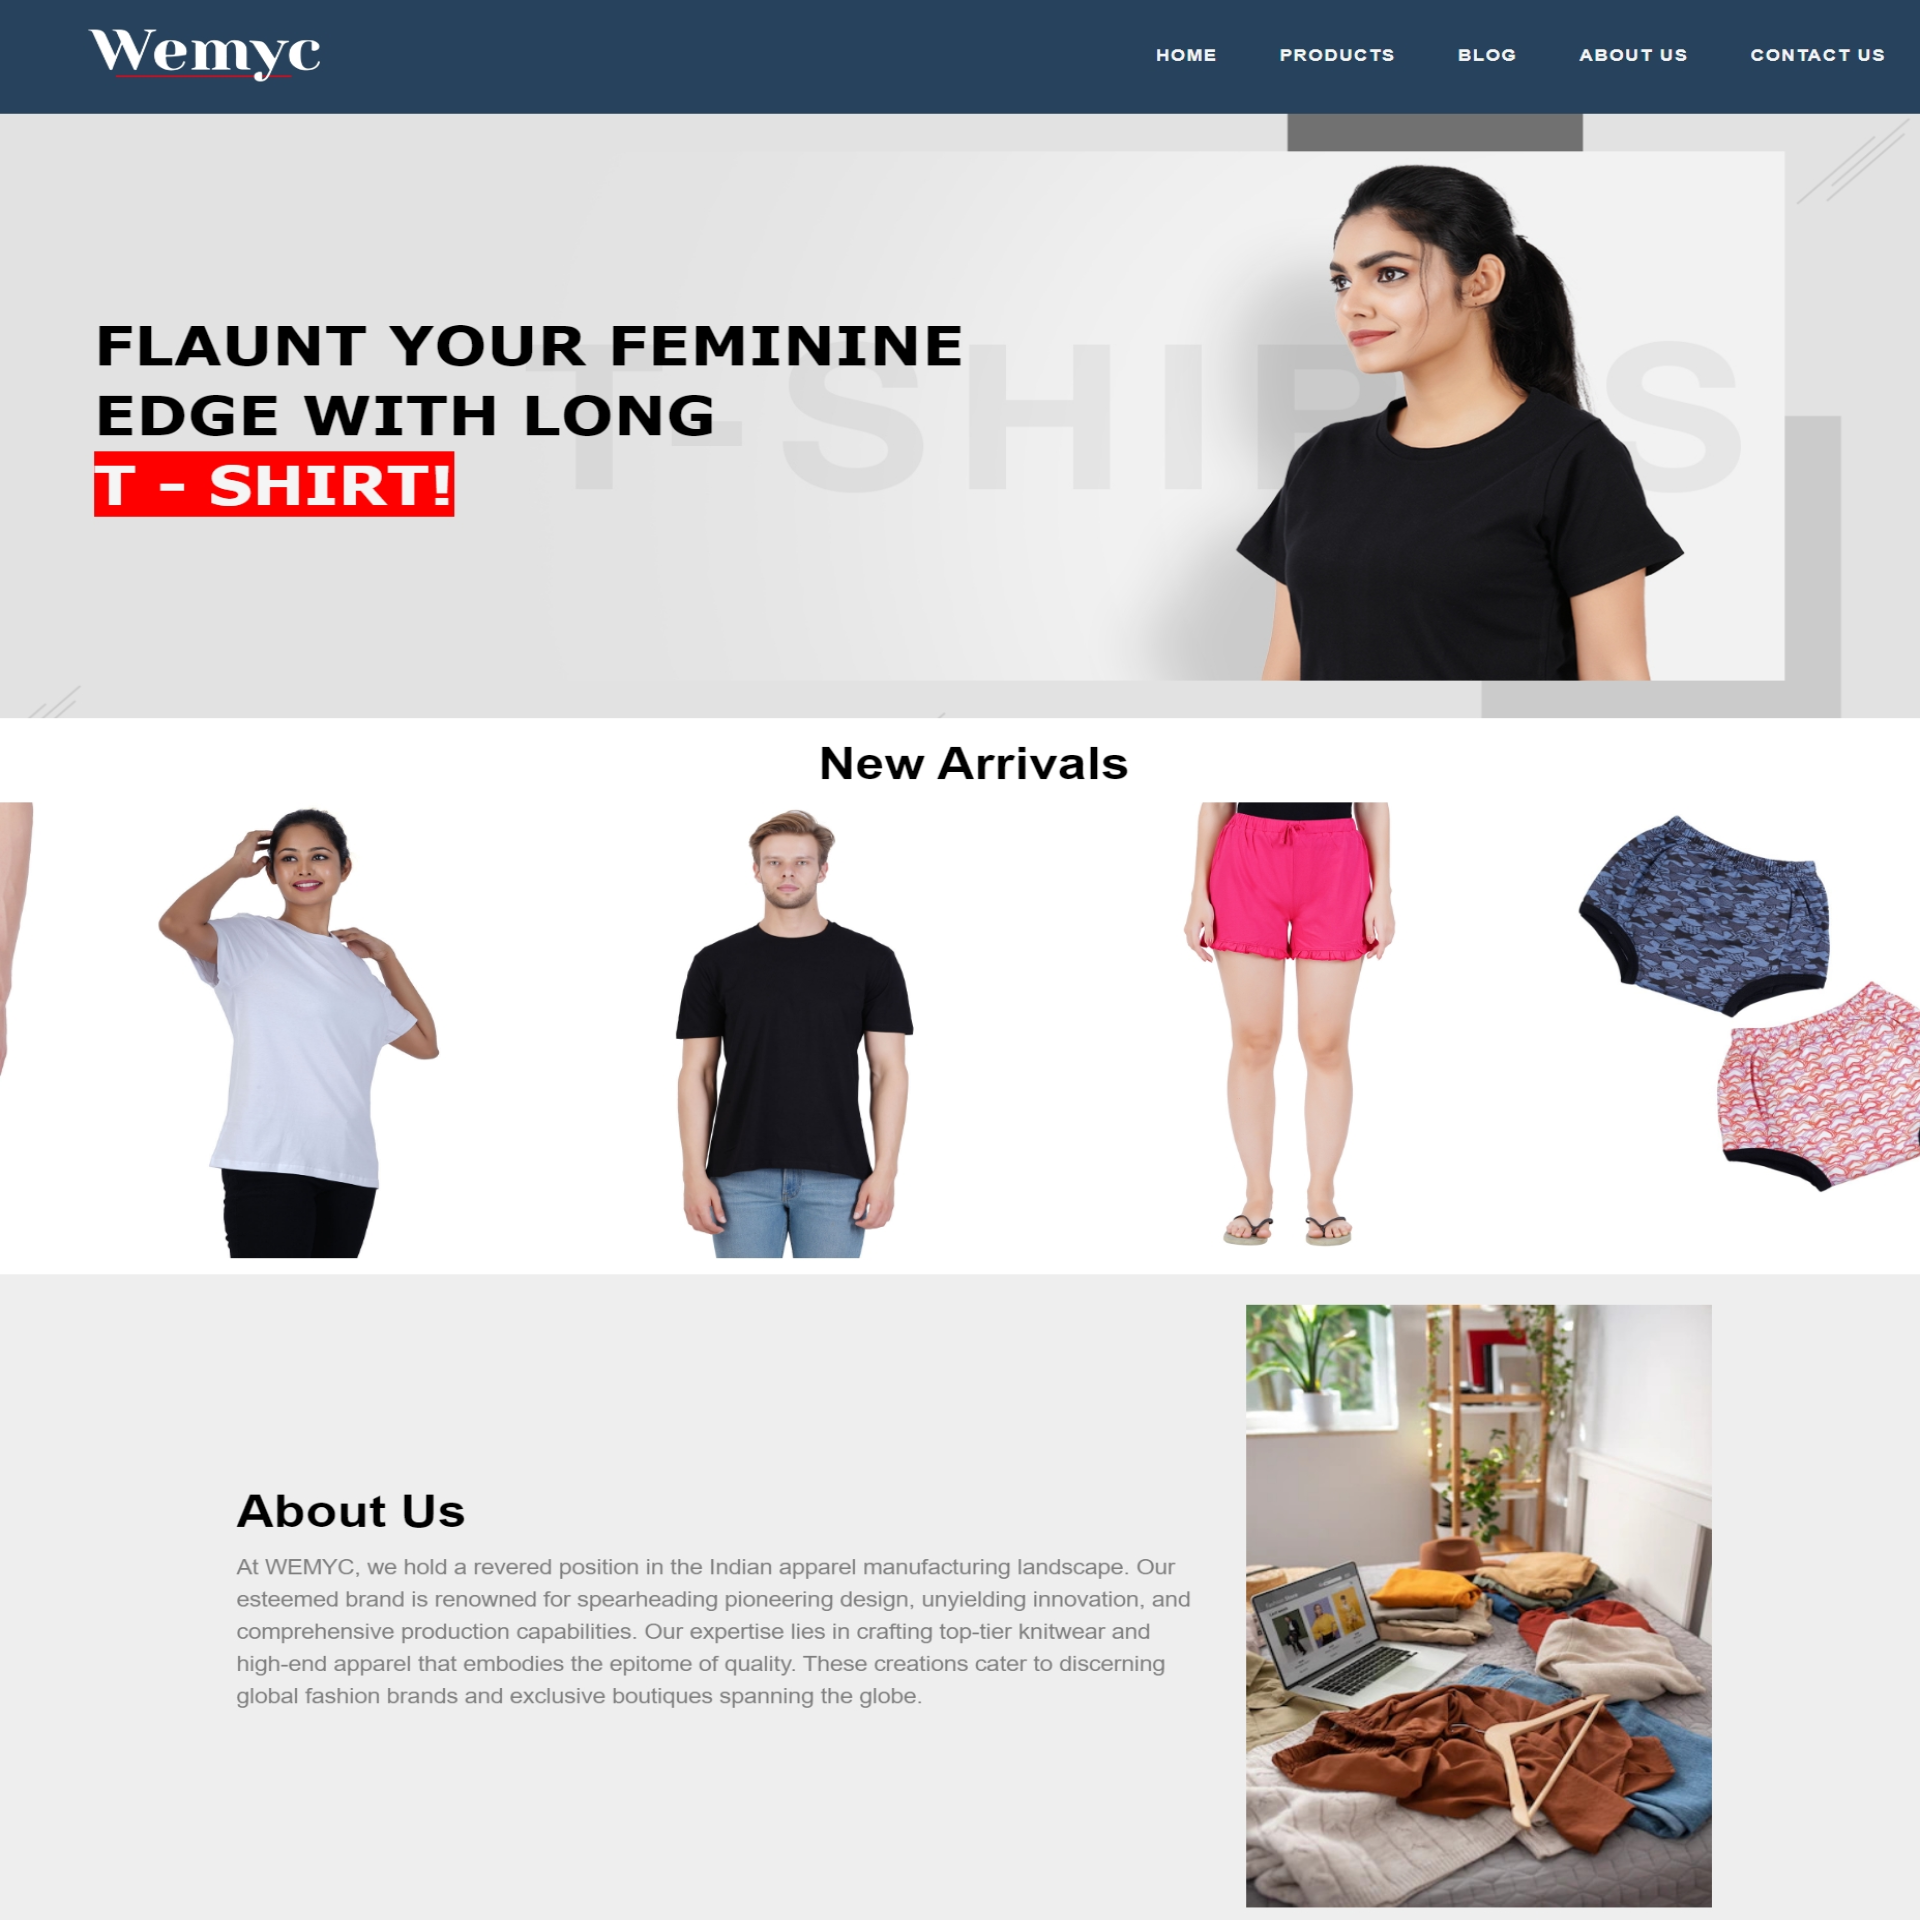 Wemyc
HOME PRODUCTS BLOG ABOUT US CONTACT US
FLAUNT YOUR FEMININE
EDGE WITH LONG
T - SHIRT!
New Arrivals
About Us
At WEMYC, we hold a revered position in the Indian apparel manufacturing landscape. Our
esteemed brand is renowned for spearheading pioneering design, unyielding innovation, and
comprehensive production capabilities. Our expertise lies in crafting top-tier knitwear and
high-end apparel that embodies the epitome of quality. These creations cater to discerning
global fashion brands and exclusive boutiques spanning the globe.